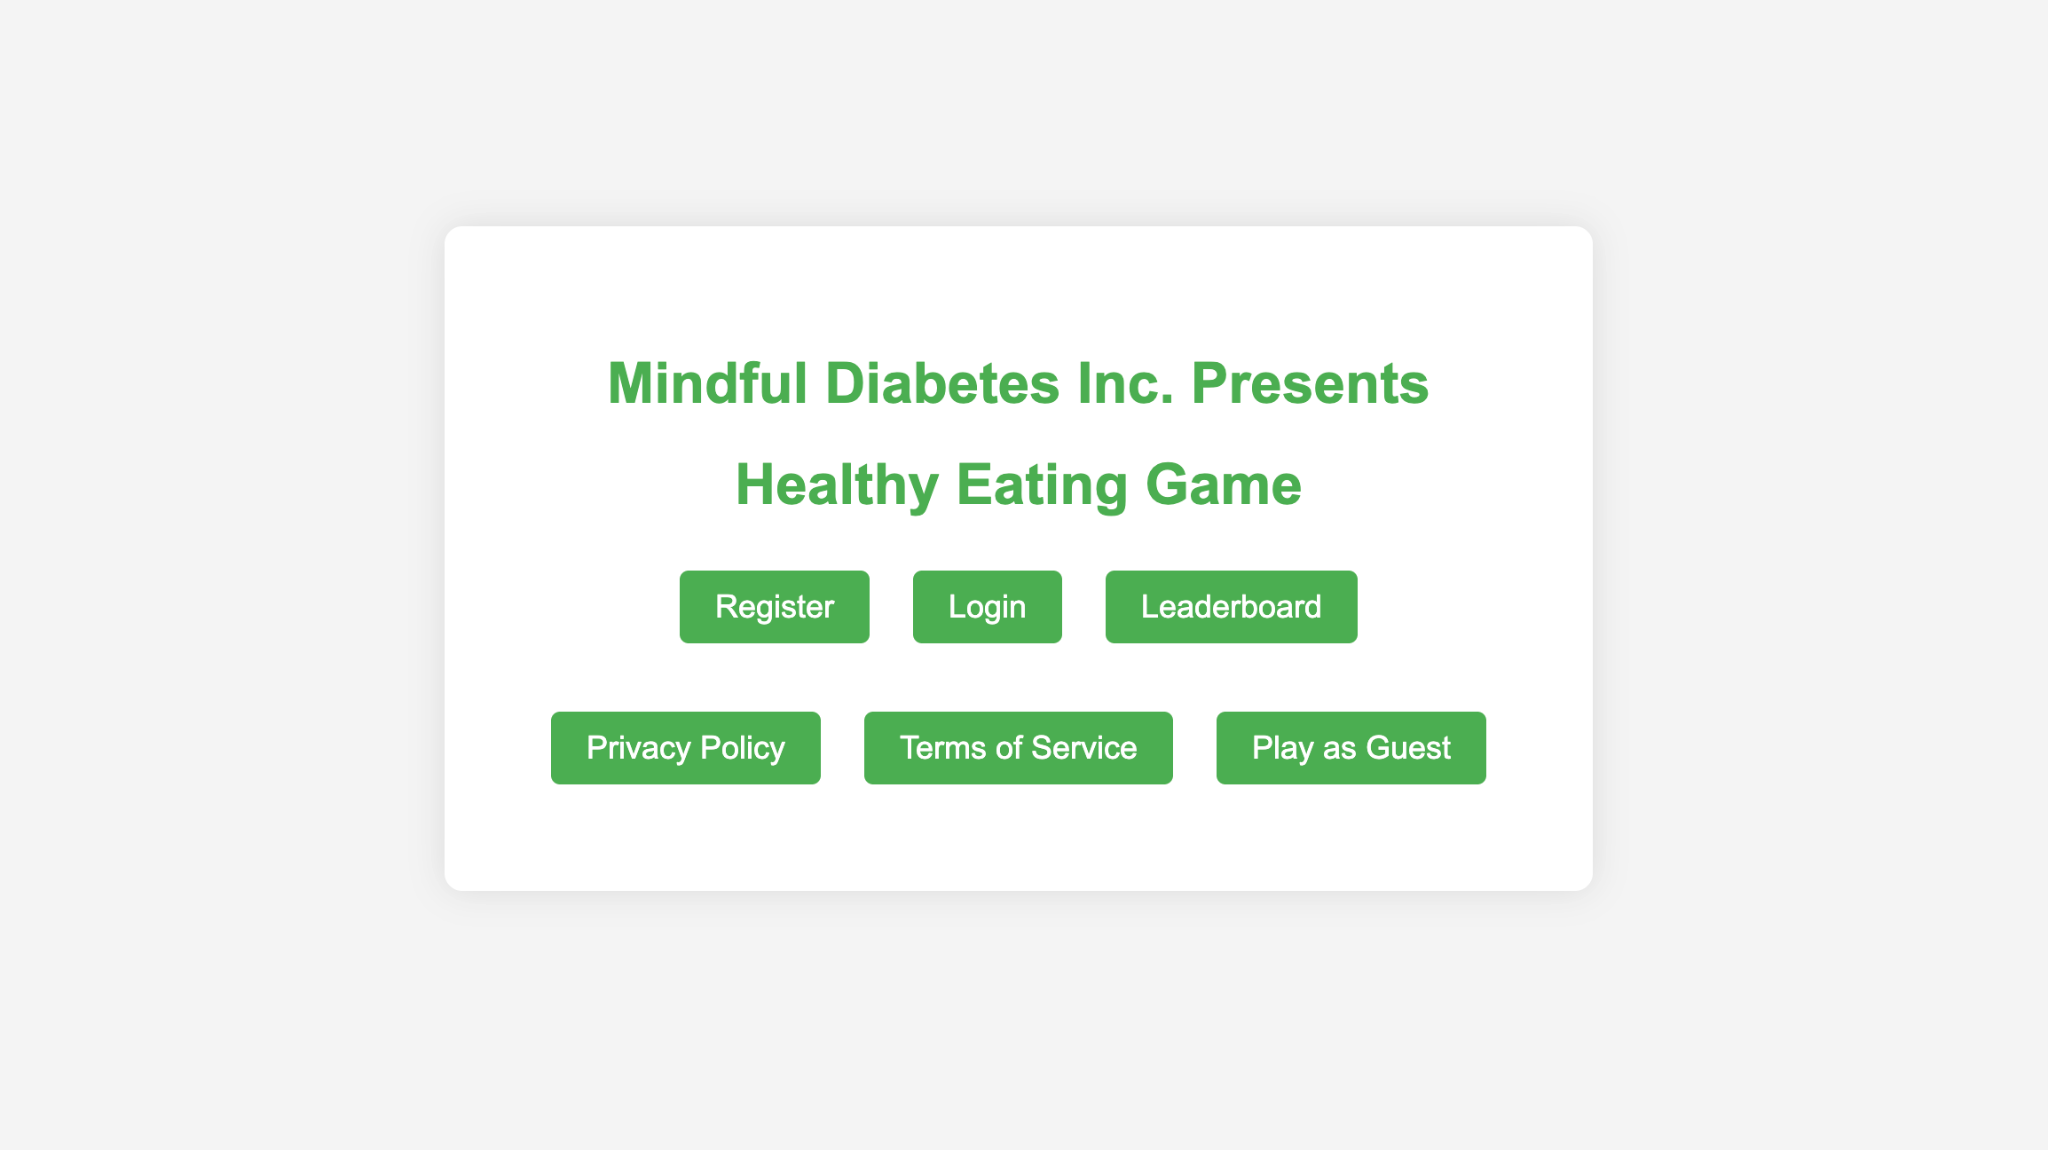 Mindful Diabetes Inc. Presents
Healthy Eating Game
Register Login Leaderboard
Privacy Policy Terms of Service Play as Guest